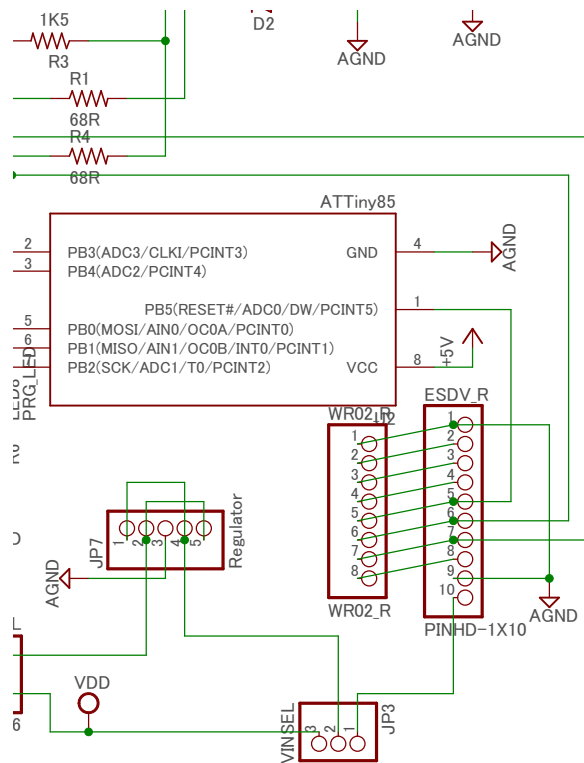 1K5
D2
R3
AGND
AGND
R1
68R
R4
68R
ATTiny85
2
PB3(ADC3/CLKI/PCINT3)
GND
4
AGND
3
PB4(ADC2/PCINT4)
PB5(RESET#/ADC0/DW/PCINT5)
1
5
PB0(MOSI/AIN0/OC0A/PCINT0)
6
PB1(MISO/AIN1/OC0B/INT0/PCINT1)
PB2(SCK/ADC1/T0/PCINT2)
VCC
8
+5V
PRG_LED
ESDV_R
WR02_R
1
2
3
4
5
6
7
8
WR02_R
1
2
3
4
5
6
7
8
9
10
PINHD-1X10
AGND
JP7
1
2
3
4
5
Regulator
AGND
L
6
VDD
VINSEL
3
2
1
JP3